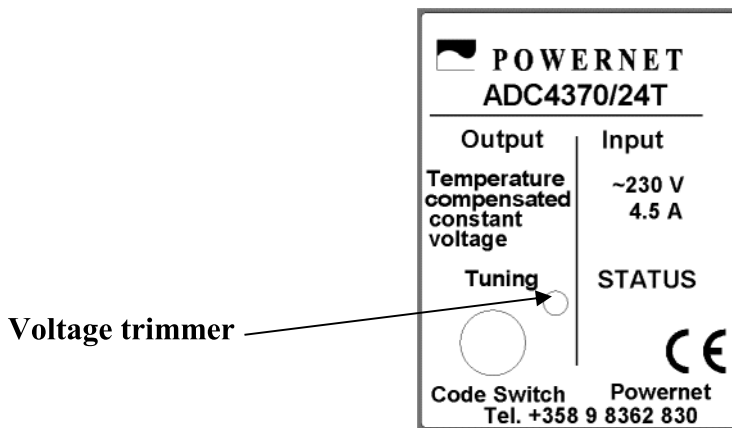 POWERNET
ADC4370/24T
Output
Input
Temperature
compensated
constant
voltage
~230 V
4.5 A
Tuning
STATUS
Voltage trimmer
CE
Code Switch
Powernet
Tel. +358 9 8362 830